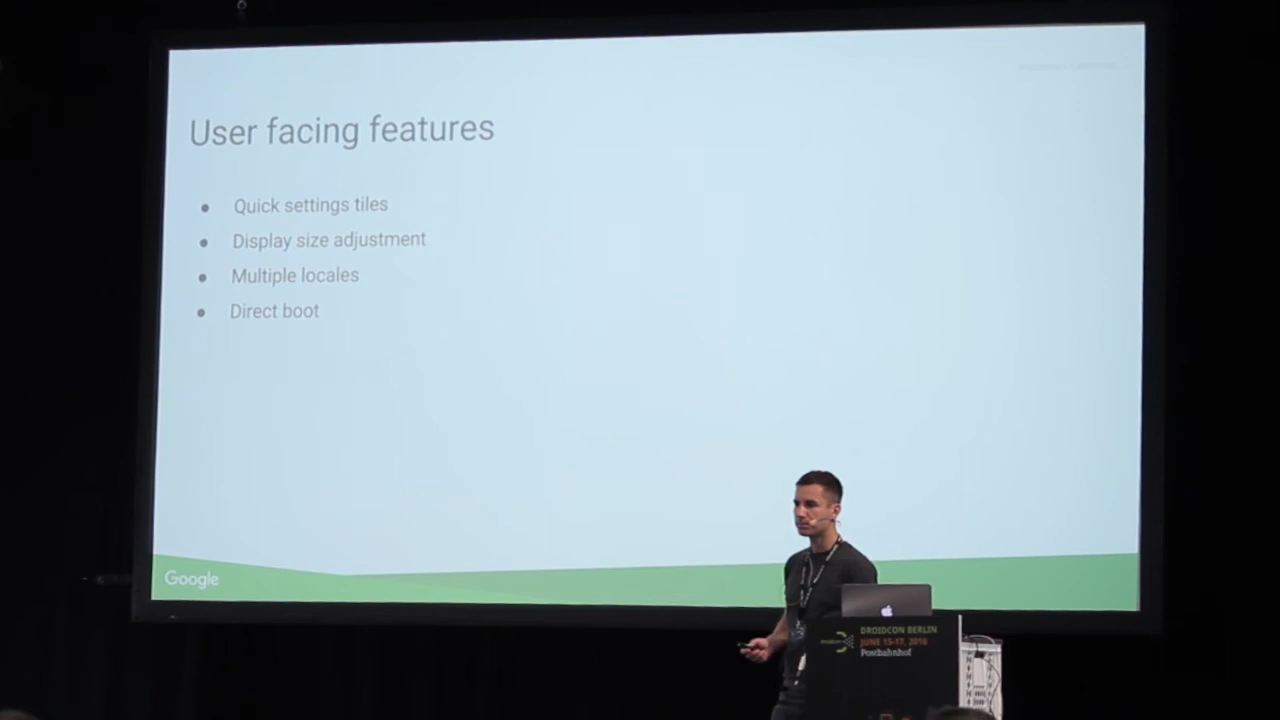 User facing features
Quick settings tiles
Display size adjustment
Multiple locales
Direct boot
Google
droidcon
DROIDCON BERLIN
JUNE 15-17, 2016
Postbahnhof